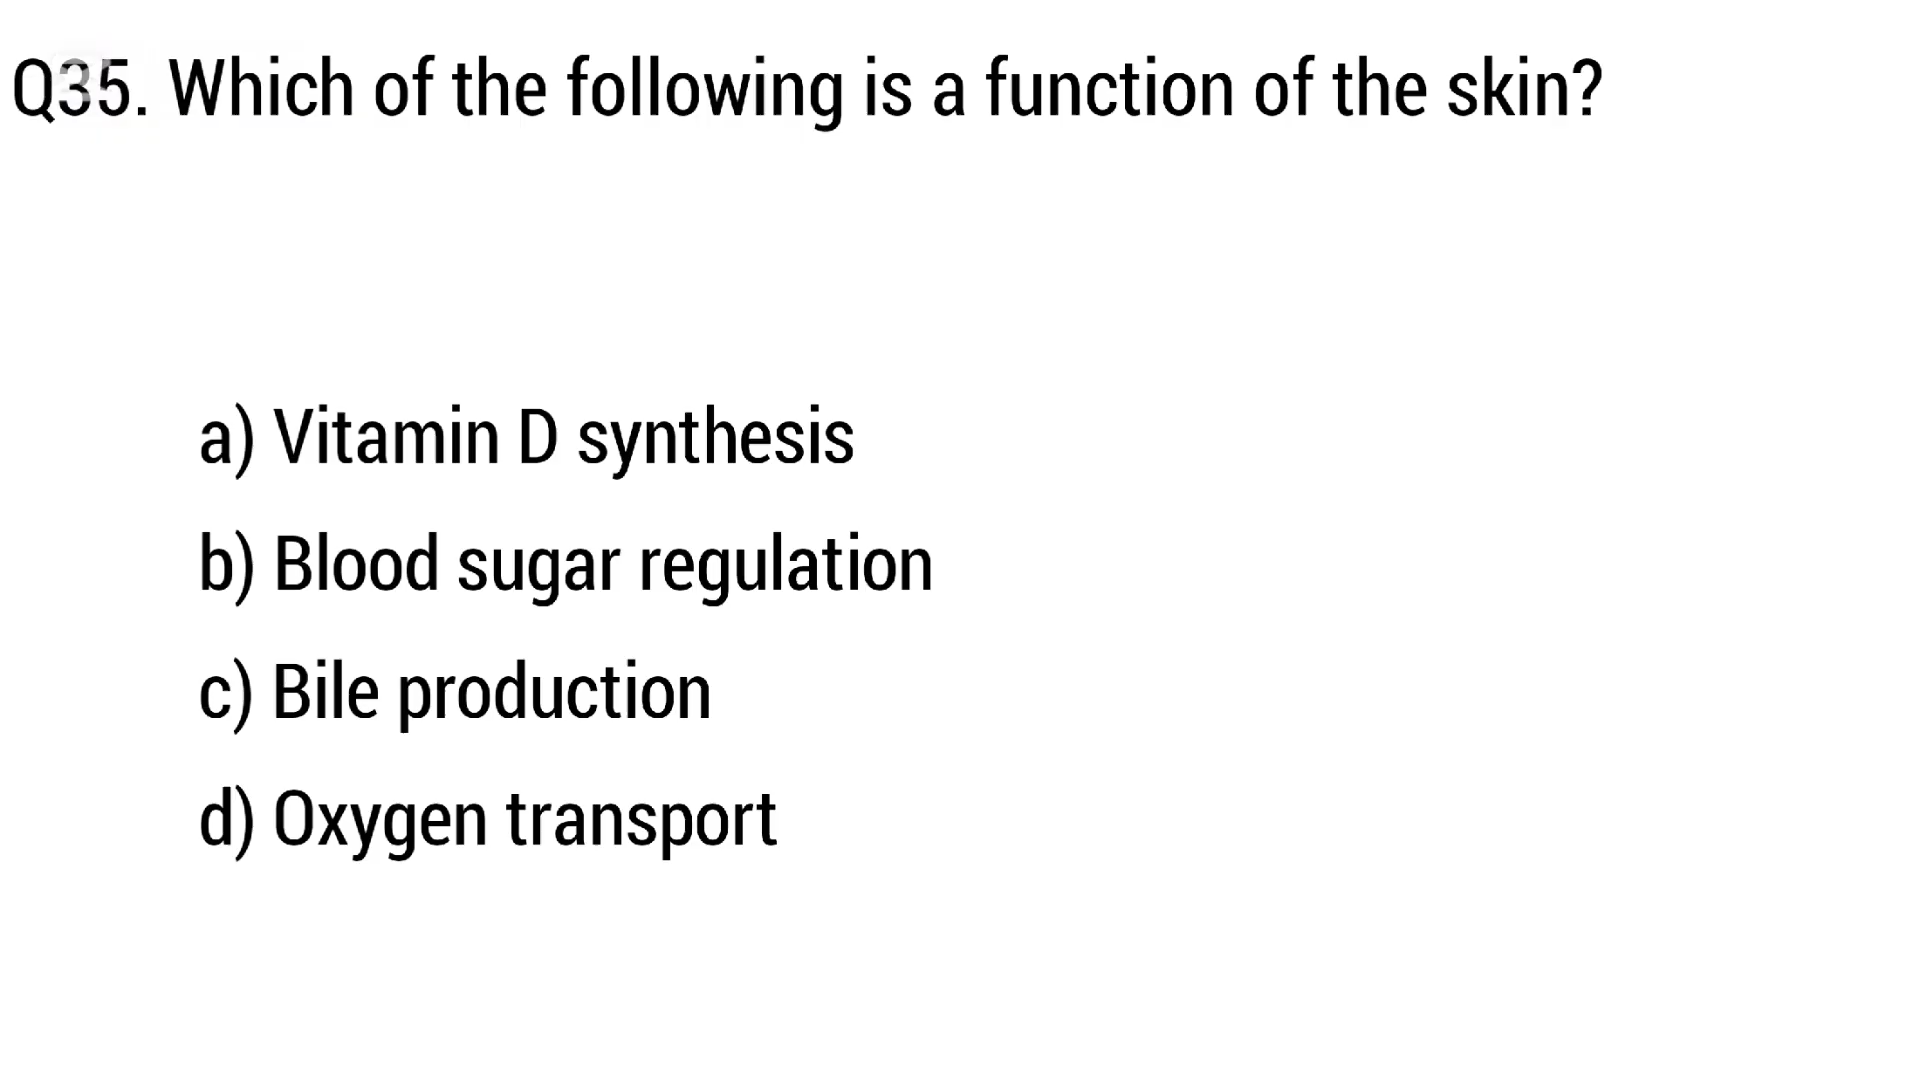 Q35. Which of the following is a function of the skin?
a) Vitamin D synthesis
b) Blood sugar regulation
c) Bile production
d) Oxygen transport